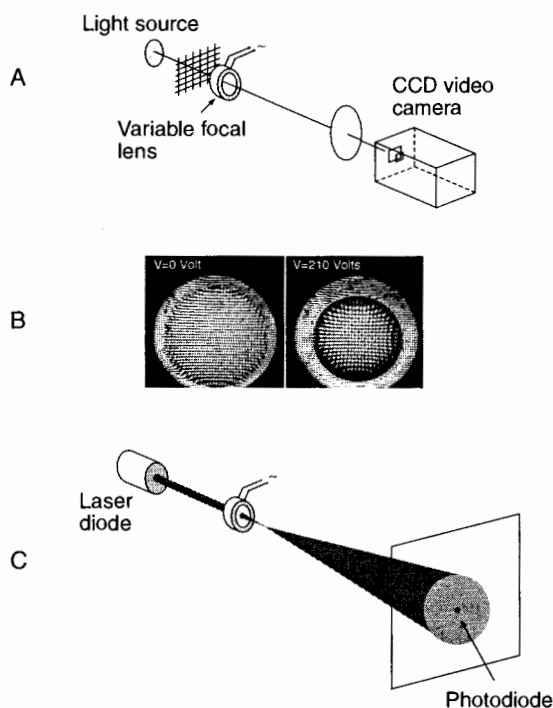 A
Light source
~
Variable focal
lens
CCD video
camera
B
V=0 Volt
V=210 Volts
C
~
Laser
diode
Photodiode